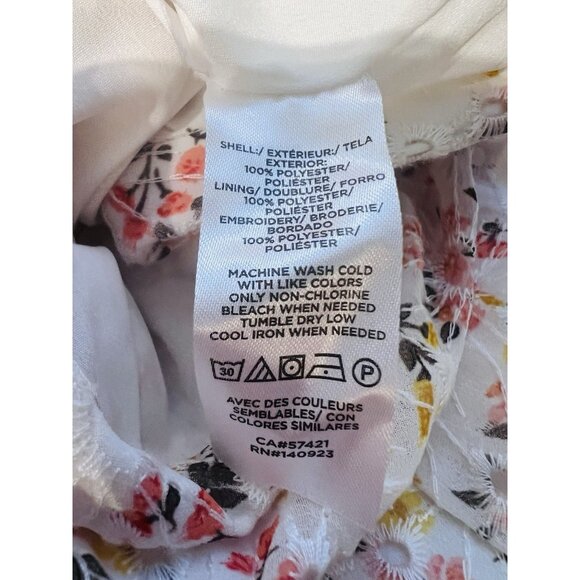 SHELL:/ EXTÉRIEUR:/ TELA
EXTERIOR:
100% POLYESTER/
POLIÉSTER
LINING/ DOUBLURE/ FORRO
100% POLYESTER/
POLIÉSTER
EMBROIDERY/ BRODERIE/
BORDADO
100% POLYESTER/
POLIÉSTER
MACHINE WASH COLD
WITH LIKE COLORS
ONLY NON-CHLORINE
BLEACH WHEN NEEDED
TUMBLE DRY LOW
COOL IRON WHEN NEEDED
30 P
AVEC DES COULEURS
SEMBLABLES/ CON
COLORES SIMILARES
CA#57421
RN#140923